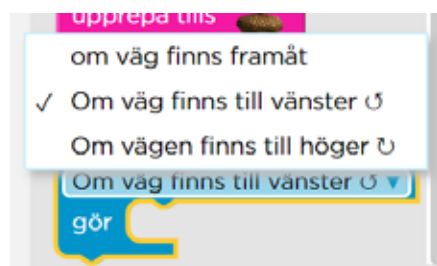 upprepa tills
om väg finns framåt
✓ Om väg finns till vänster ↺
Om vägen finns till höger ↻
Om väg finns till vänster ↺ ▼
gör